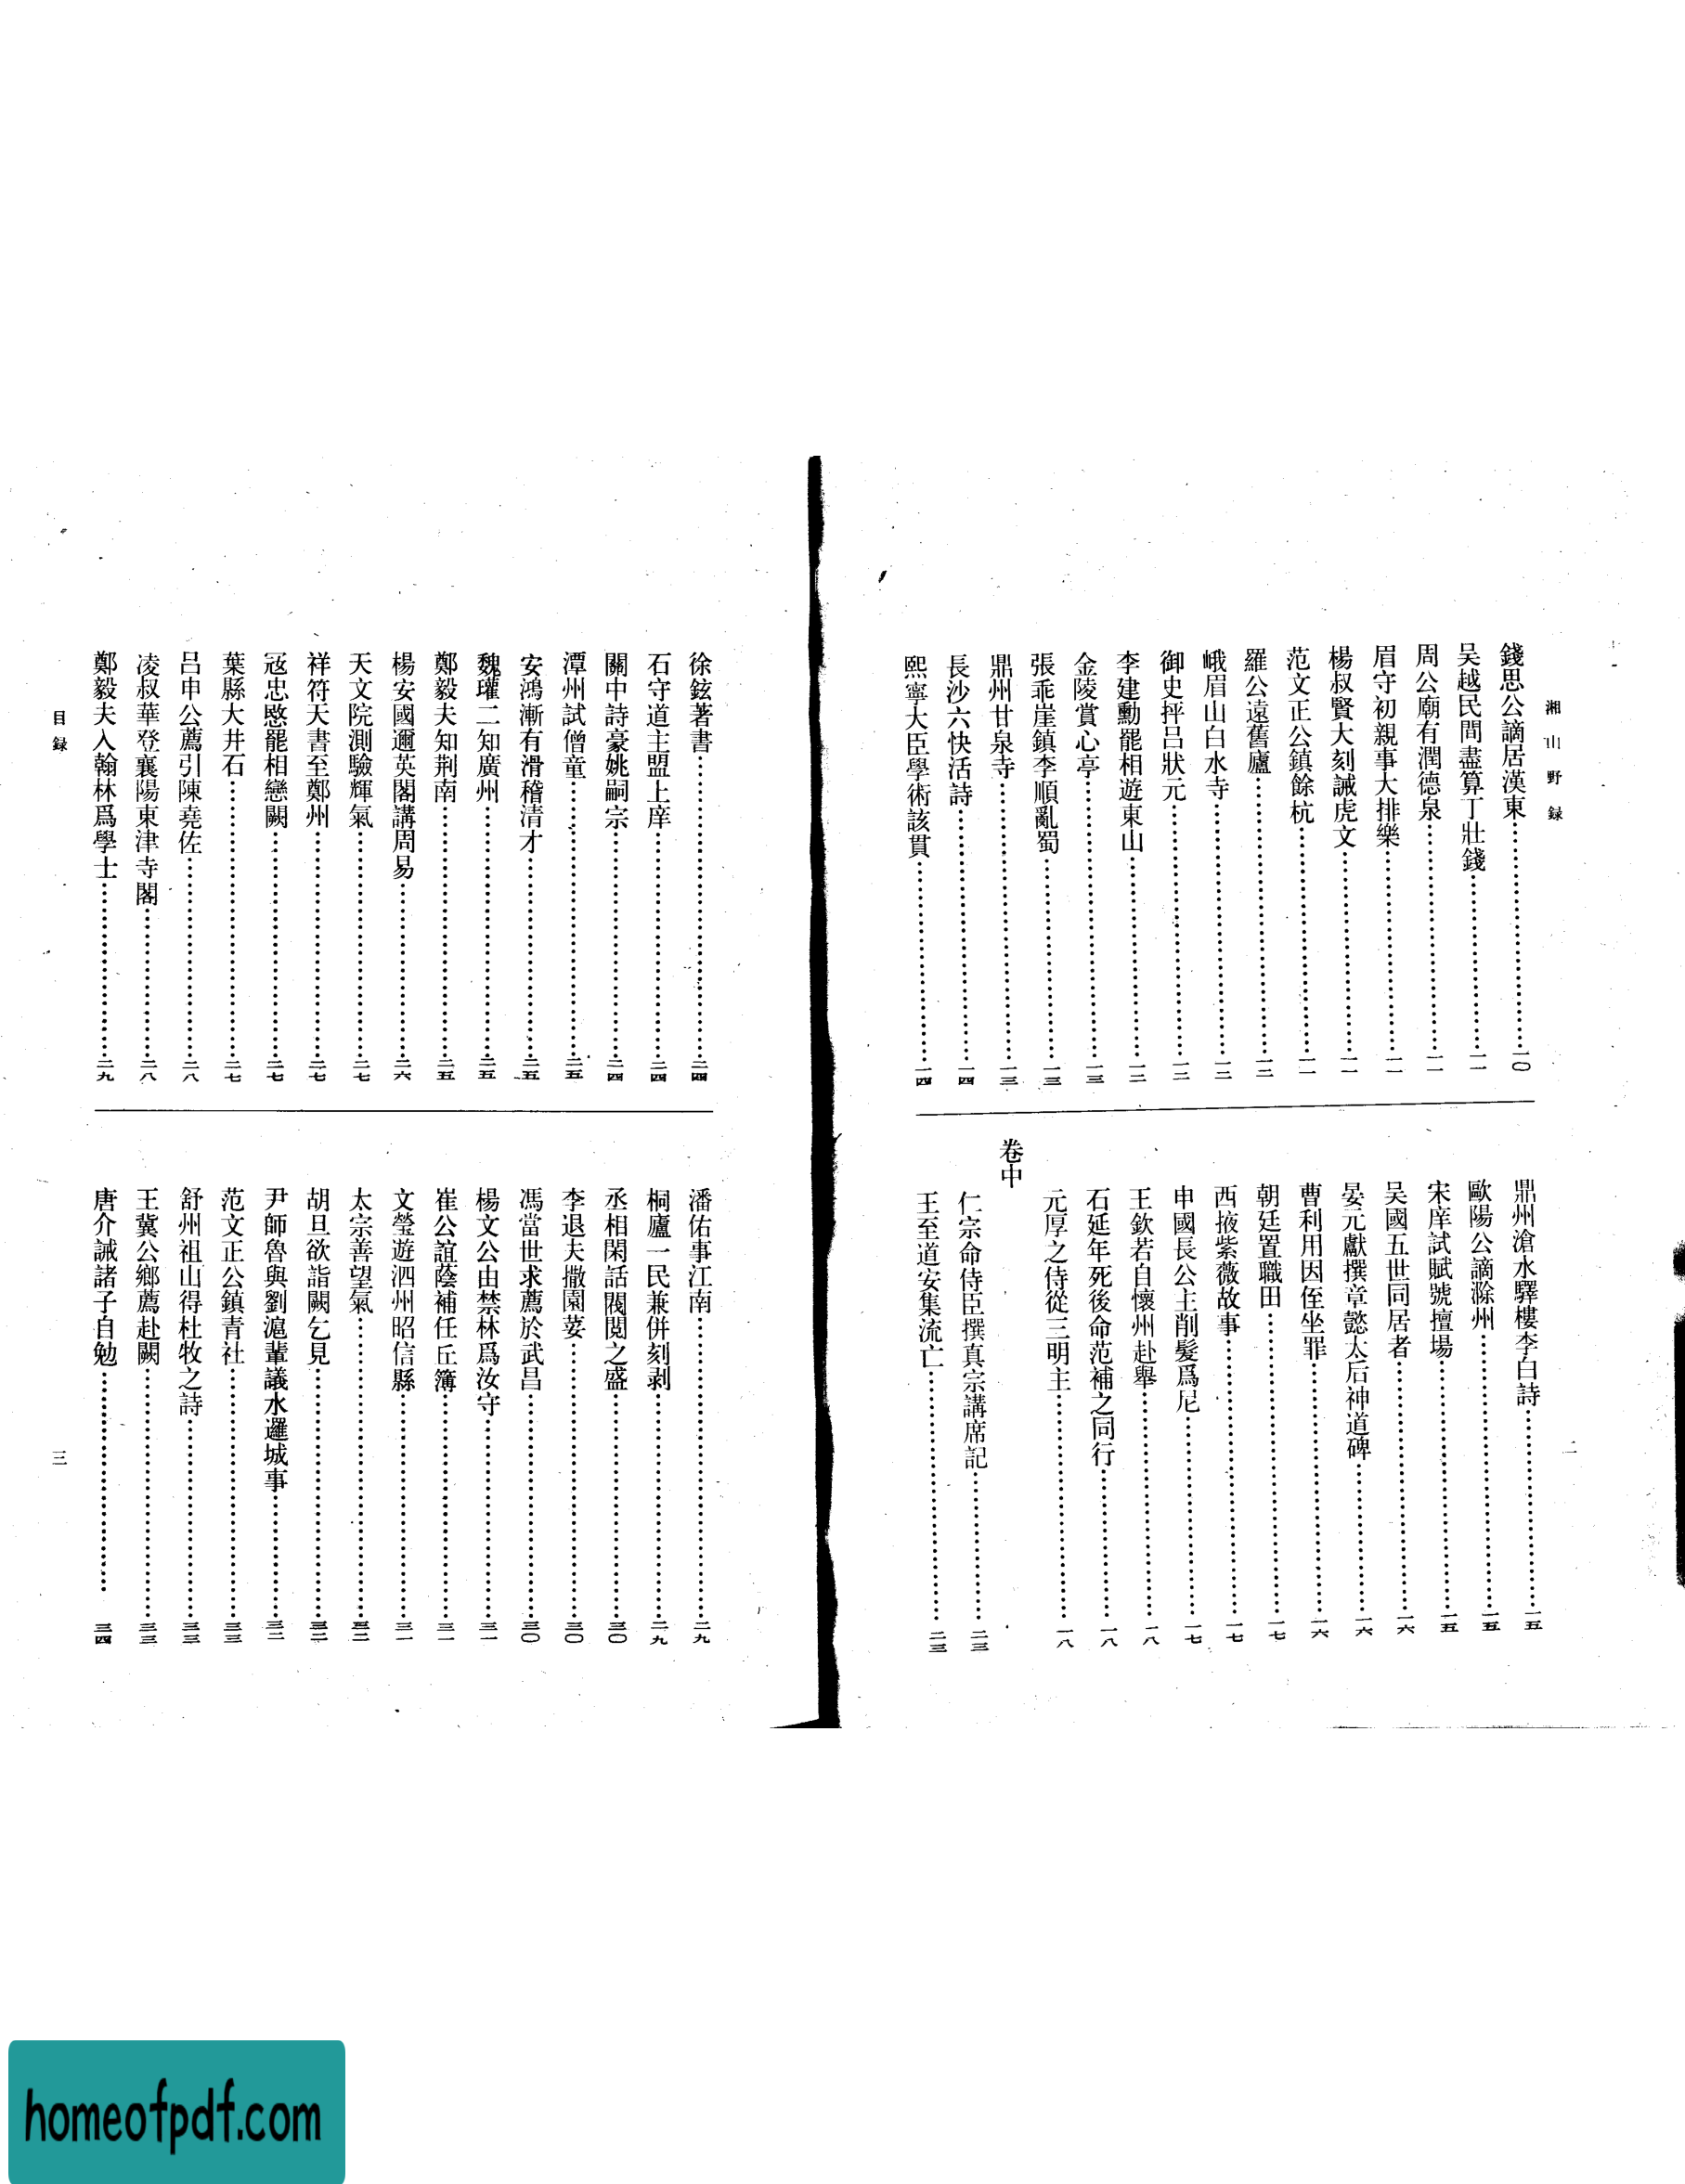 湘山野録
二
錢思公謫居漢東……一〇
吴越民間盡算丁壯錢……一一
周公廟有潤德泉……一一
眉守初親事大排樂……一一
楊叔賢大刻誡虎文……一一
范文正公鎮餘杭……一一
羅公遠舊廬……一二
峨眉山白水寺……一二
御史抨吕狀元……一二
李建勳罷相遊東山……一二
金陵賞心亭……一三
張乖崖鎮李順亂蜀……一三
鼎州甘泉寺……一三
長沙六快活詩……一四
熙寧大臣學術該貫……一四
鼎州滄水驛樓李白詩……一五
歐陽公謫滁州……一五
宋庠試賦號擅場……一五
吴國五世同居者……一六
晏元獻撰章懿太后神道碑……一六
曹利用因侄坐罪……一六
朝廷置職田……一七
西掖紫薇故事……一七
申國長公主削髮爲尼……一七
王欽若自懷州赴舉……一八
石延年死後命范補之同行……一八
元厚之侍從三明主……一八
卷中
仁宗命侍臣撰真宗講席記……二三
王至道安集流亡……二三
徐鉉著書……二四
石守道主盟上庠……二四
關中詩豪姚嗣宗……二四
潭州試僧童……二五
安鴻漸有滑稽清才……二五
魏瓘二知廣州……二五
鄭毅夫知荆南……二五
楊安國邇英閣講周易……二六
天文院測驗輝氣……二七
祥符天書至鄭州……二七
寇忠愍罷相戀闕……二七
葉縣大井石……二七
吕申公薦引陳堯佐……二八
凌叔華登襄陽東津寺閣……二八
鄭毅夫入翰林爲學士……二九
潘佑事江南……二九
桐廬一民兼併刻剥……二九
丞相閑話閥閲之盛……三〇
李退夫撒園荽……三〇
馮當世求薦於武昌……三〇
楊文公由禁林爲汝守……三一
崔公誼蔭補任丘簿……三一
文瑩遊泗州昭信縣……三一
太宗善望氣……三二
胡旦欲詣闕乞見……三二
尹師魯與劉滬輩議水邏城事……三二
范文正公鎮青社……三三
舒州祖山得杜牧之詩……三三
王冀公鄉薦赴闕……三三
唐介誡諸子自勉……三四
目録
三
homeofpdf.com